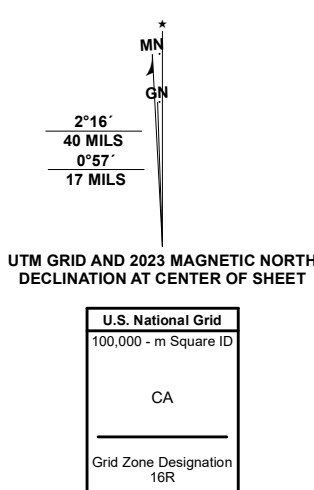 ★
MN
GN
2°16´
40 MILS
0°57´
17 MILS
UTM GRID AND 2023 MAGNETIC NORTH
DECLINATION AT CENTER OF SHEET
U.S. National Grid
100,000 - m Square ID
CA
Grid Zone Designation
16R